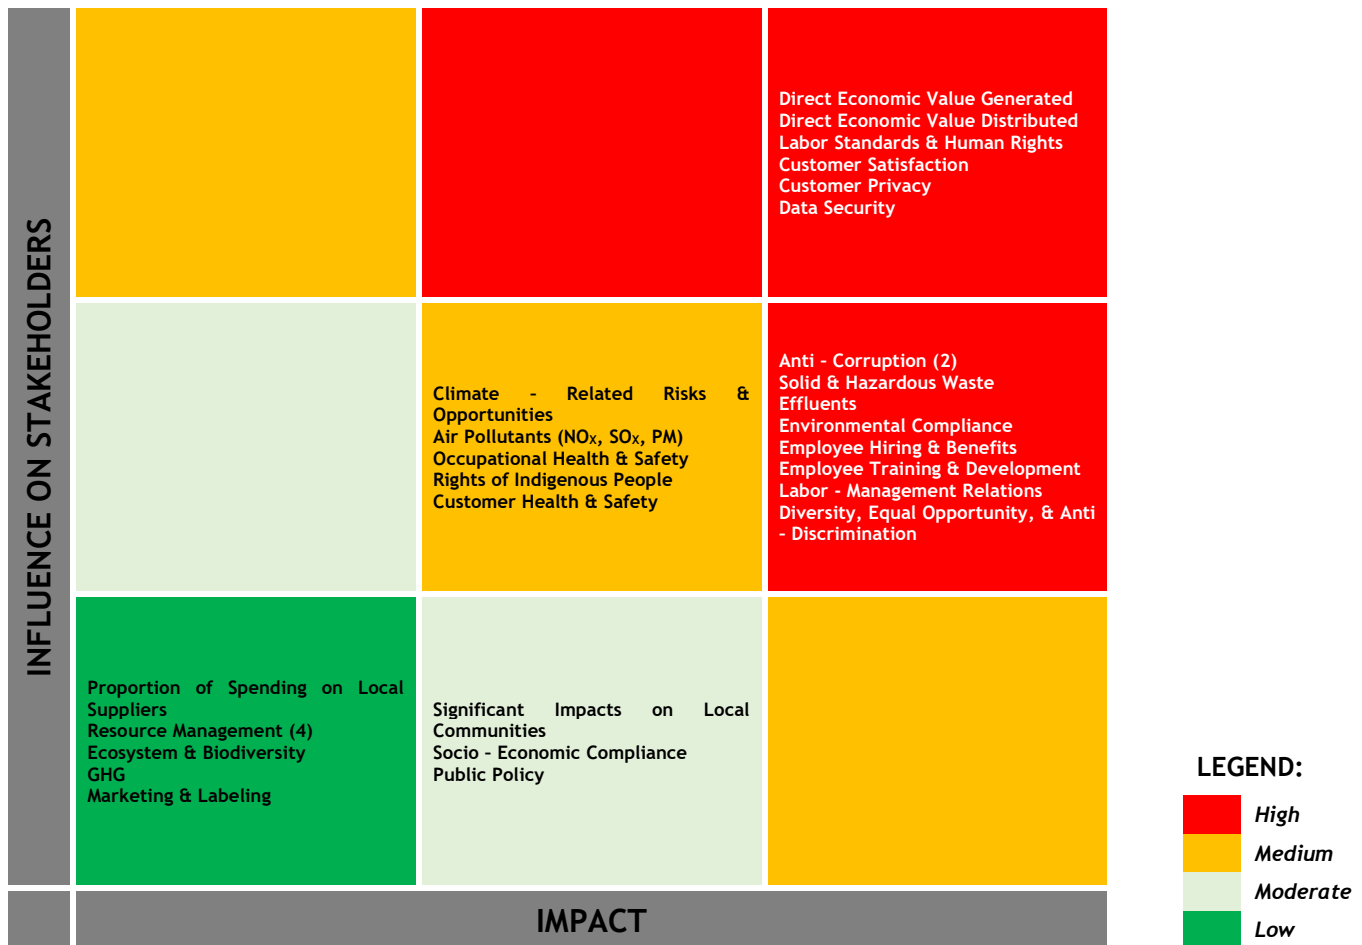 INFLUENCE ON STAKEHOLDERS
Direct Economic Value Generated
Direct Economic Value Distributed
Labor Standards & Human Rights
Customer Satisfaction
Customer Privacy
Data Security
Climate – Related Risks &
Opportunities
Air Pollutants (NOX, SOX, PM)
Occupational Health & Safety
Rights of Indigenous People
Customer Health & Safety
Anti – Corruption (2)
Solid & Hazardous Waste
Effluents
Environmental Compliance
Employee Hiring & Benefits
Employee Training & Development
Labor - Management Relations
Diversity, Equal Opportunity, & Anti
– Discrimination
Proportion of Spending on Local
Suppliers
Resource Management (4)
Ecosystem & Biodiversity
GHG
Marketing & Labeling
Significant Impacts on Local
Communities
Socio – Economic Compliance
Public Policy
IMPACT
LEGEND:
High
Medium
Moderate
Low